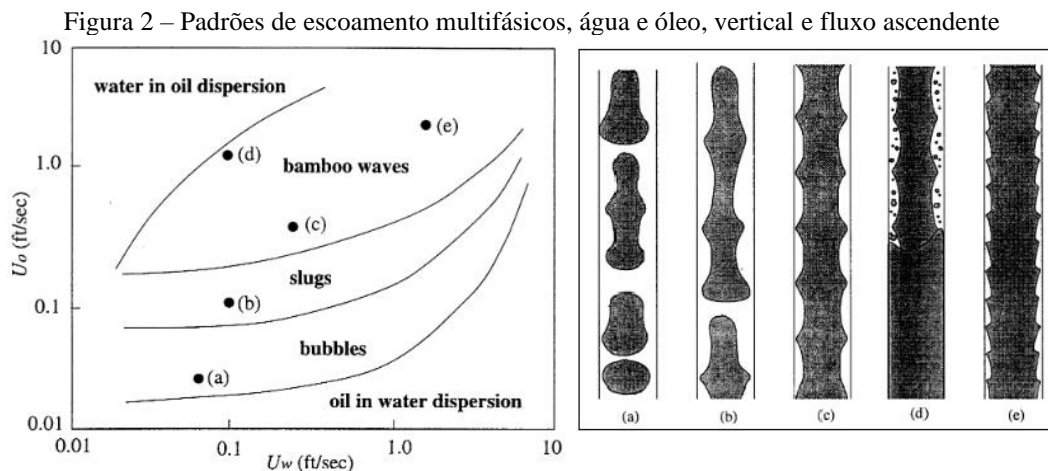 Figura 2 – Padrões de escoamento multifásicos, água e óleo, vertical e fluxo ascendente
10
water in oil dispersion
(e)
(d)
1.0
bamboo waves
Uo (ft/sec)
(c)
slugs
(b)
0.1
bubbles
(a)
oil in water dispersion
0.01
0.01
0.1
1.0
10
Uw (ft/sec)
(a)
(b)
(c)
(d)
(e)